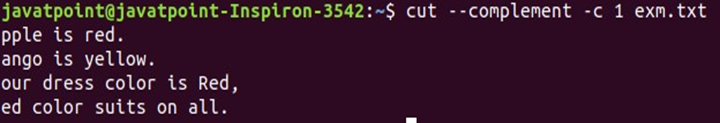 javatpoint@javatpoint-Inspiron-3542:~$ cut --complement -c 1 exm.txt
pple is red.
ango is yellow.
our dress color is Red,
ed color suits on all.